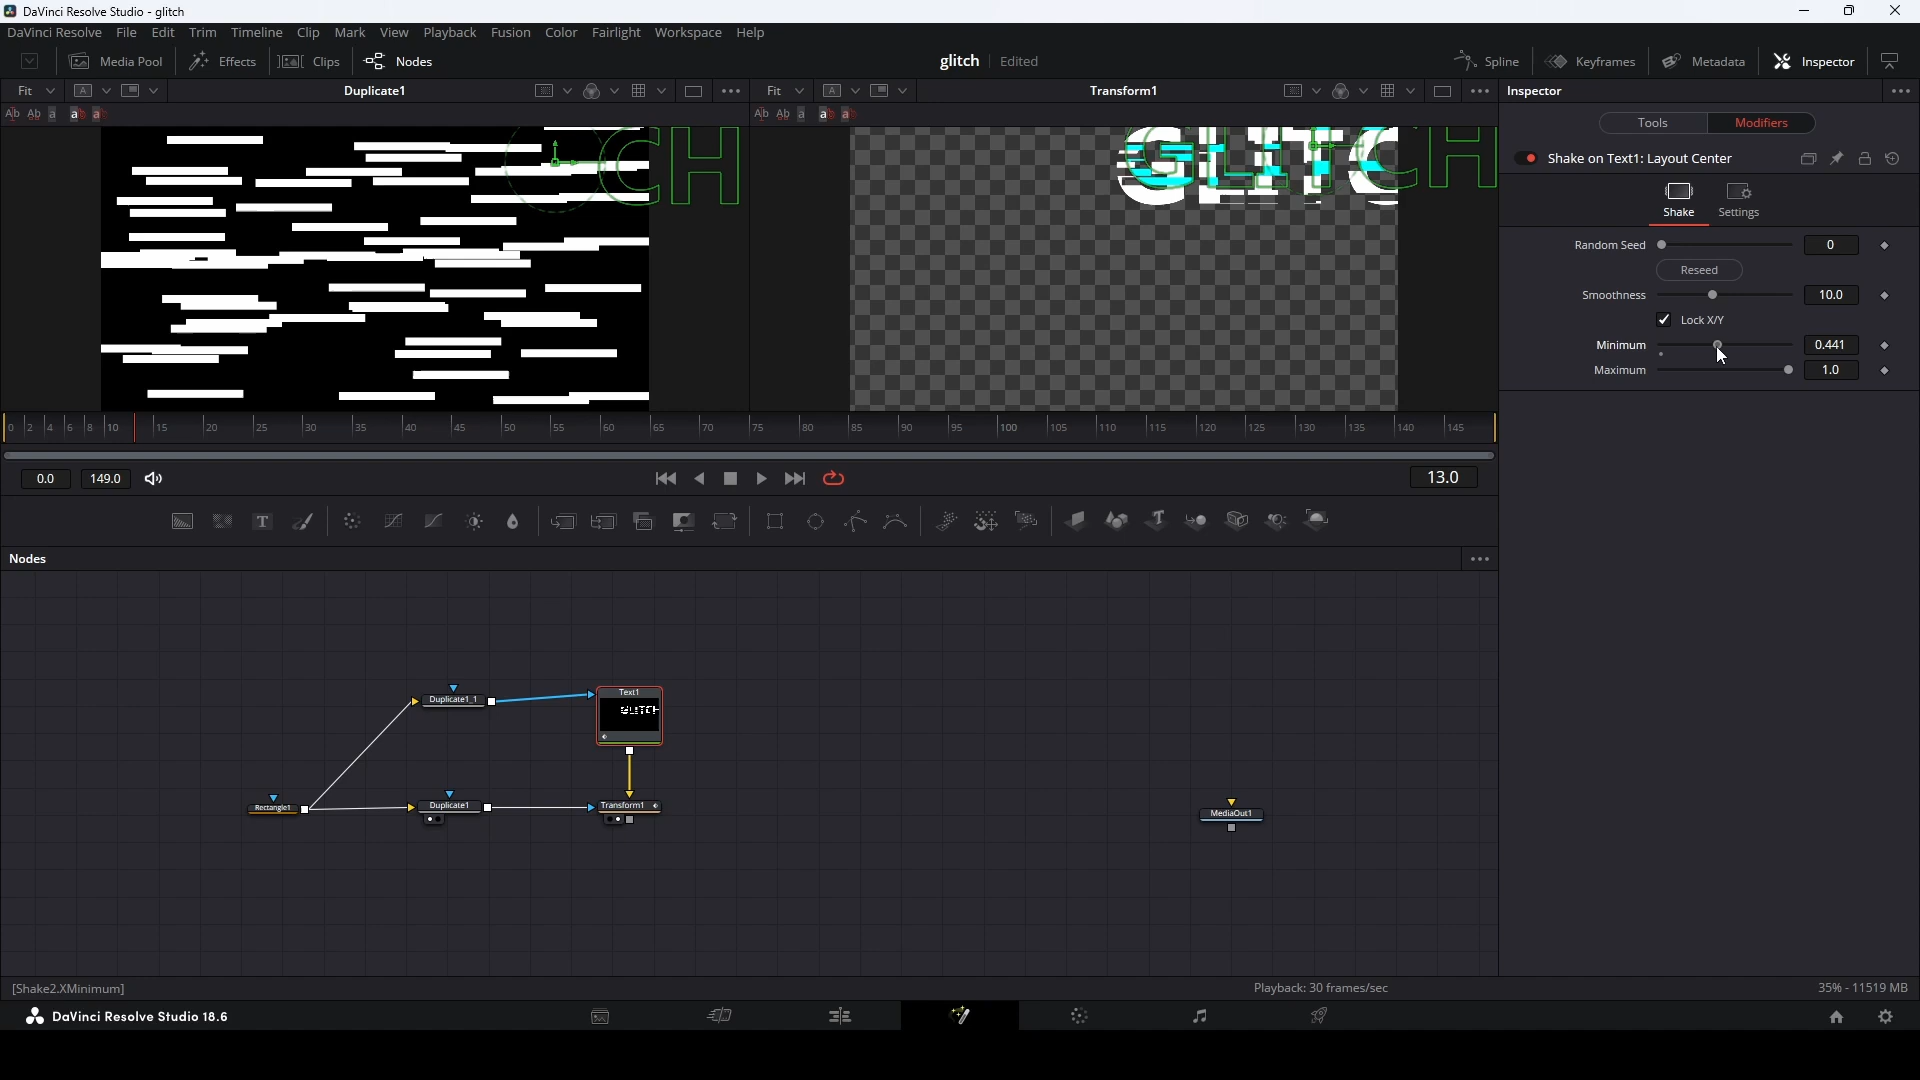 DaVinci Resolve Studio - glitch
DaVinci Resolve File Edit Trim Timeline Clip Mark View Playback Fusion Color Fairlight Workspace Help
Media Pool Effects Clips Nodes glitch Edited Spline Keyframes Metadata Inspector
Fit A Duplicate1 Fit A Transform1 Inspector
Tools Modifiers
Shake on Text1: Layout Center
Shake Settings
Random Seed 0
Reseed
Smoothness 10.0
Lock X/Y
Minimum 0.441
Maximum 1.0
CH
GLITCH
0 2 4 6 8 10 15 20 25 30 35 40 45 50 55 60 65 70 75 80 85 90 95 100 105 110 115 120 125 130 135 140 145
0.0 149.0 13.0
Nodes
Text1
GLITCH
Duplicate1_1
Rectangle1 Duplicate1 Transform1
MediaOut1
[Shake2.XMinimum] Playback: 30 frames/sec 35% - 11519 MB
DaVinci Resolve Studio 18.6